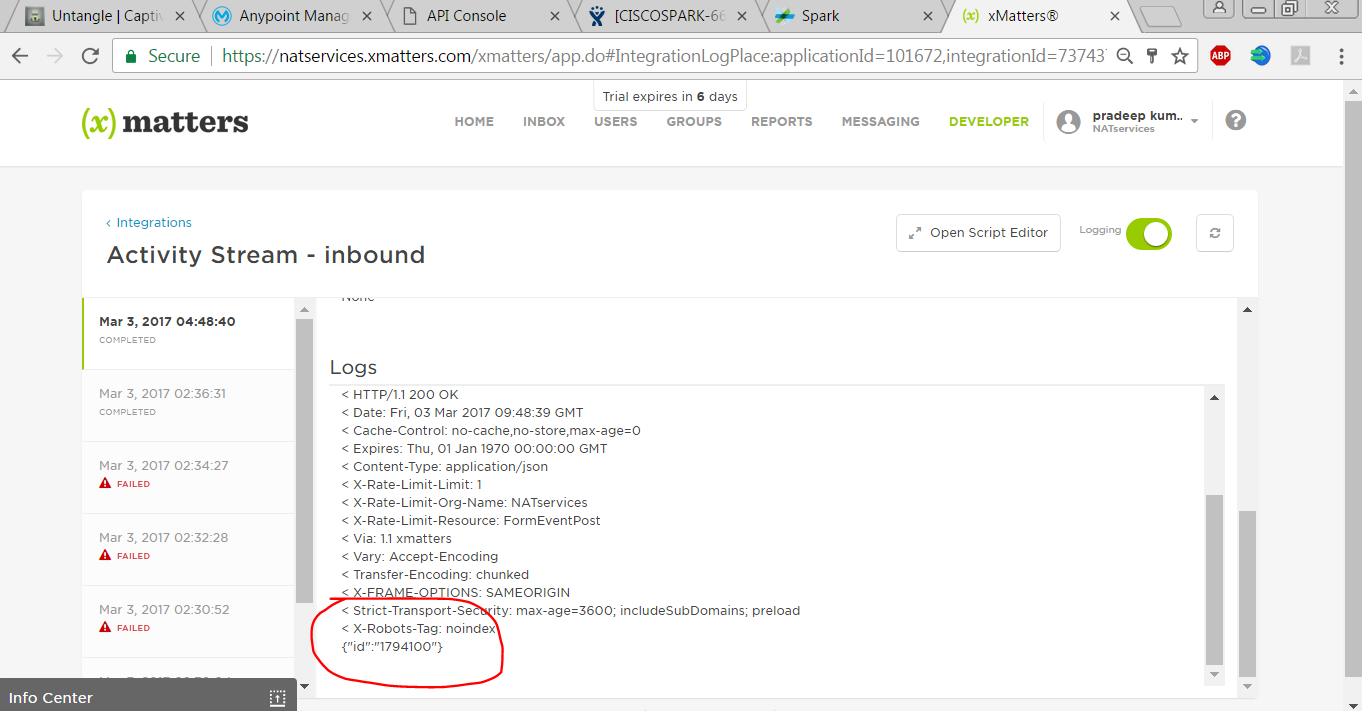 Untangle | Captiv
Anypoint Manag
API Console
[CISCOSPARK-66
Spark
(x) xMatters®
Secure
https://natservices.xmatters.com/xmatters/app.do#IntegrationLogPlace:applicationId=101672,integrationId=73743
ABP
Trial expires in 6 days
(x) matters
HOME
INBOX
USERS
GROUPS
REPORTS
MESSAGING
DEVELOPER
pradeep kum..
NATservices
?
‹ Integrations
Activity Stream - inbound
Open Script Editor
Logging
Mar 3, 2017 04:48:40
COMPLETED
Mar 3, 2017 02:36:31
COMPLETED
Mar 3, 2017 02:34:27
FAILED
Mar 3, 2017 02:32:28
FAILED
Mar 3, 2017 02:30:52
FAILED
None
Logs
< HTTP/1.1 200 OK
< Date: Fri, 03 Mar 2017 09:48:39 GMT
< Cache-Control: no-cache,no-store,max-age=0
< Expires: Thu, 01 Jan 1970 00:00:00 GMT
< Content-Type: application/json
< X-Rate-Limit-Limit: 1
< X-Rate-Limit-Org-Name: NATservices
< X-Rate-Limit-Resource: FormEventPost
< Via: 1.1 xmatters
< Vary: Accept-Encoding
< Transfer-Encoding: chunked
< X-FRAME-OPTIONS: SAMEORIGIN
< Strict-Transport-Security: max-age=3600; includeSubDomains; preload
< X-Robots-Tag: noindex
{"id":"1794100"}
Info Center